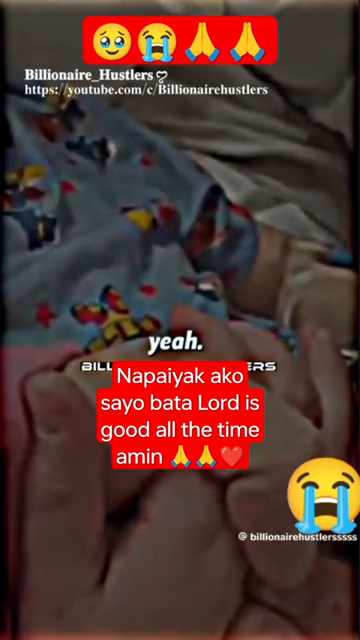 🥹😭🙏🙏
Billionaire_Hustlers
https://youtube.com/c/Billionairehustlers
yeah.
Napaiyak ako
sayo bata Lord is
good all the time
amin 🙏🙏❤️
@ billionairehustlersssss